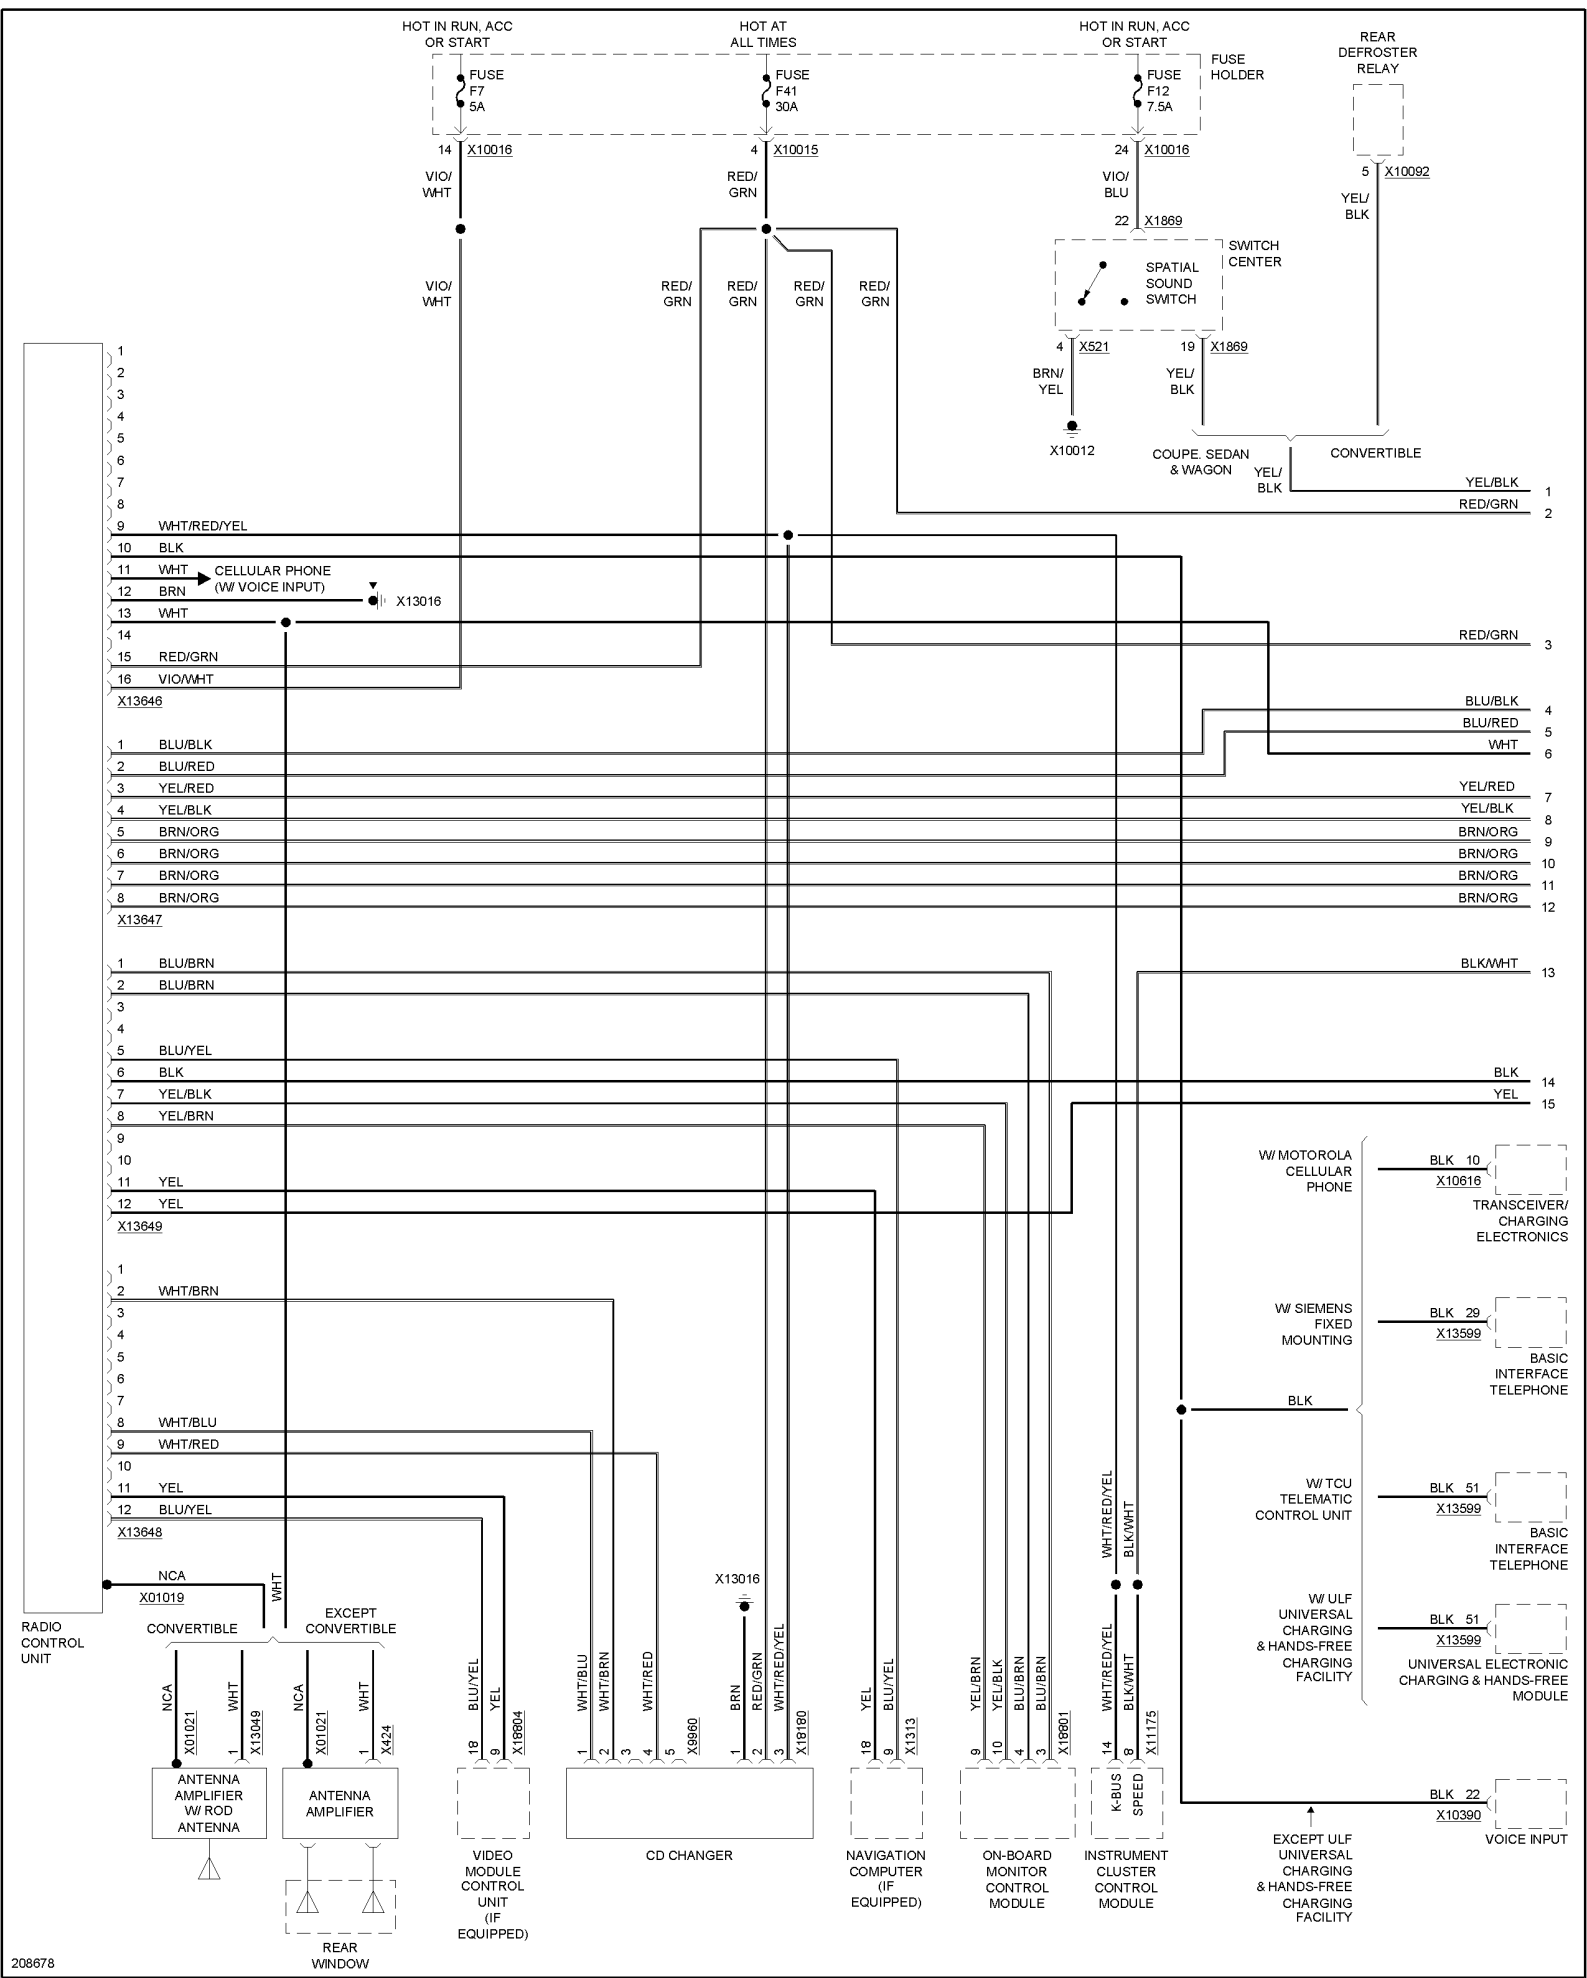 HOT IN RUN, ACC
OR START
HOT AT
ALL TIMES
HOT IN RUN, ACC
OR START
REAR
DEFROSTER
RELAY
FUSE
F7
5A
FUSE
F41
30A
FUSE
F12
7.5A
FUSE
HOLDER
14 X10016
4 X10015
24 X10016
5 X10092
VIO/
WHT
RED/
GRN
VIO/
BLU
YEL/
BLK
22 X1869
SWITCH
CENTER
SPATIAL
SOUND
SWITCH
VIO/
WHT
RED/
GRN
RED/
GRN
RED/
GRN
RED/
GRN
4 X521
19 X1869
BRN/
YEL
YEL/
BLK
X10012
COUPE. SEDAN
& WAGON
CONVERTIBLE
YEL/
BLK
YEL/BLK 1
RED/GRN 2
1
2
3
4
5
6
7
8
9 WHT/RED/YEL
10 BLK
11 WHT
CELLULAR PHONE
(W/ VOICE INPUT)
12 BRN
X13016
13 WHT
14
RED/GRN 3
15 RED/GRN
16 VIO/WHT
X13646
BLU/BLK 4
BLU/RED 5
WHT 6
1 BLU/BLK
2 BLU/RED
3 YEL/RED
YEL/RED 7
4 YEL/BLK
YEL/BLK 8
5 BRN/ORG
BRN/ORG 9
6 BRN/ORG
BRN/ORG 10
7 BRN/ORG
BRN/ORG 11
8 BRN/ORG
BRN/ORG 12
X13647
1 BLU/BRN
BLK/WHT 13
2 BLU/BRN
3
4
5 BLU/YEL
6 BLK
BLK 14
7 YEL/BLK
YEL 15
8 YEL/BRN
9
10
11 YEL
12 YEL
X13649
W/ MOTOROLA
CELLULAR
PHONE
BLK 10
X10616
TRANSCEIVER/
CHARGING
ELECTRONICS
1
2 WHT/BRN
3
4
5
6
7
8 WHT/BLU
9 WHT/RED
10
11 YEL
12 BLU/YEL
X13648
W/ SIEMENS
FIXED
MOUNTING
BLK 29
X13599
BASIC
INTERFACE
TELEPHONE
BLK
W/ TCU
TELEMATIC
CONTROL UNIT
BLK 51
X13599
BASIC
INTERFACE
TELEPHONE
W/ ULF
UNIVERSAL
CHARGING
& HANDS-FREE
CHARGING
FACILITY
BLK 51
X13599
UNIVERSAL ELECTRONIC
CHARGING & HANDS-FREE
MODULE
WHT/RED/YEL
BLK/WHT
NCA
X01019
WHT
RADIO
CONTROL
UNIT
CONVERTIBLE
EXCEPT
CONVERTIBLE
X13016
NCA
X01021
WHT
1
X13049
NCA
X01021
WHT
1
X424
BLU/YEL
18
YEL
9
X18804
WHT/BLU
1
WHT/BRN
2
3
WHT/RED
4
5
X9960
BRN
1
RED/GRN
2
WHT/RED/YEL
3
X18180
YEL
18
BLU/YEL
9
X1313
YEL/BRN
9
YEL/BLK
10
BLU/BRN
4
BLU/BRN
3
X18801
WHT/RED/YEL
14
BLK/WHT
8
X11175
K-BUS
SPEED
ANTENNA
AMPLIFIER
W/ ROD
ANTENNA
ANTENNA
AMPLIFIER
REAR
WINDOW
VIDEO
MODULE
CONTROL
UNIT
(IF
EQUIPPED)
CD CHANGER
NAVIGATION
COMPUTER
(IF
EQUIPPED)
ON-BOARD
MONITOR
CONTROL
MODULE
INSTRUMENT
CLUSTER
CONTROL
MODULE
BLK 22
X10390
VOICE INPUT
EXCEPT ULF
UNIVERSAL
CHARGING
& HANDS-FREE
CHARGING
FACILITY
208678